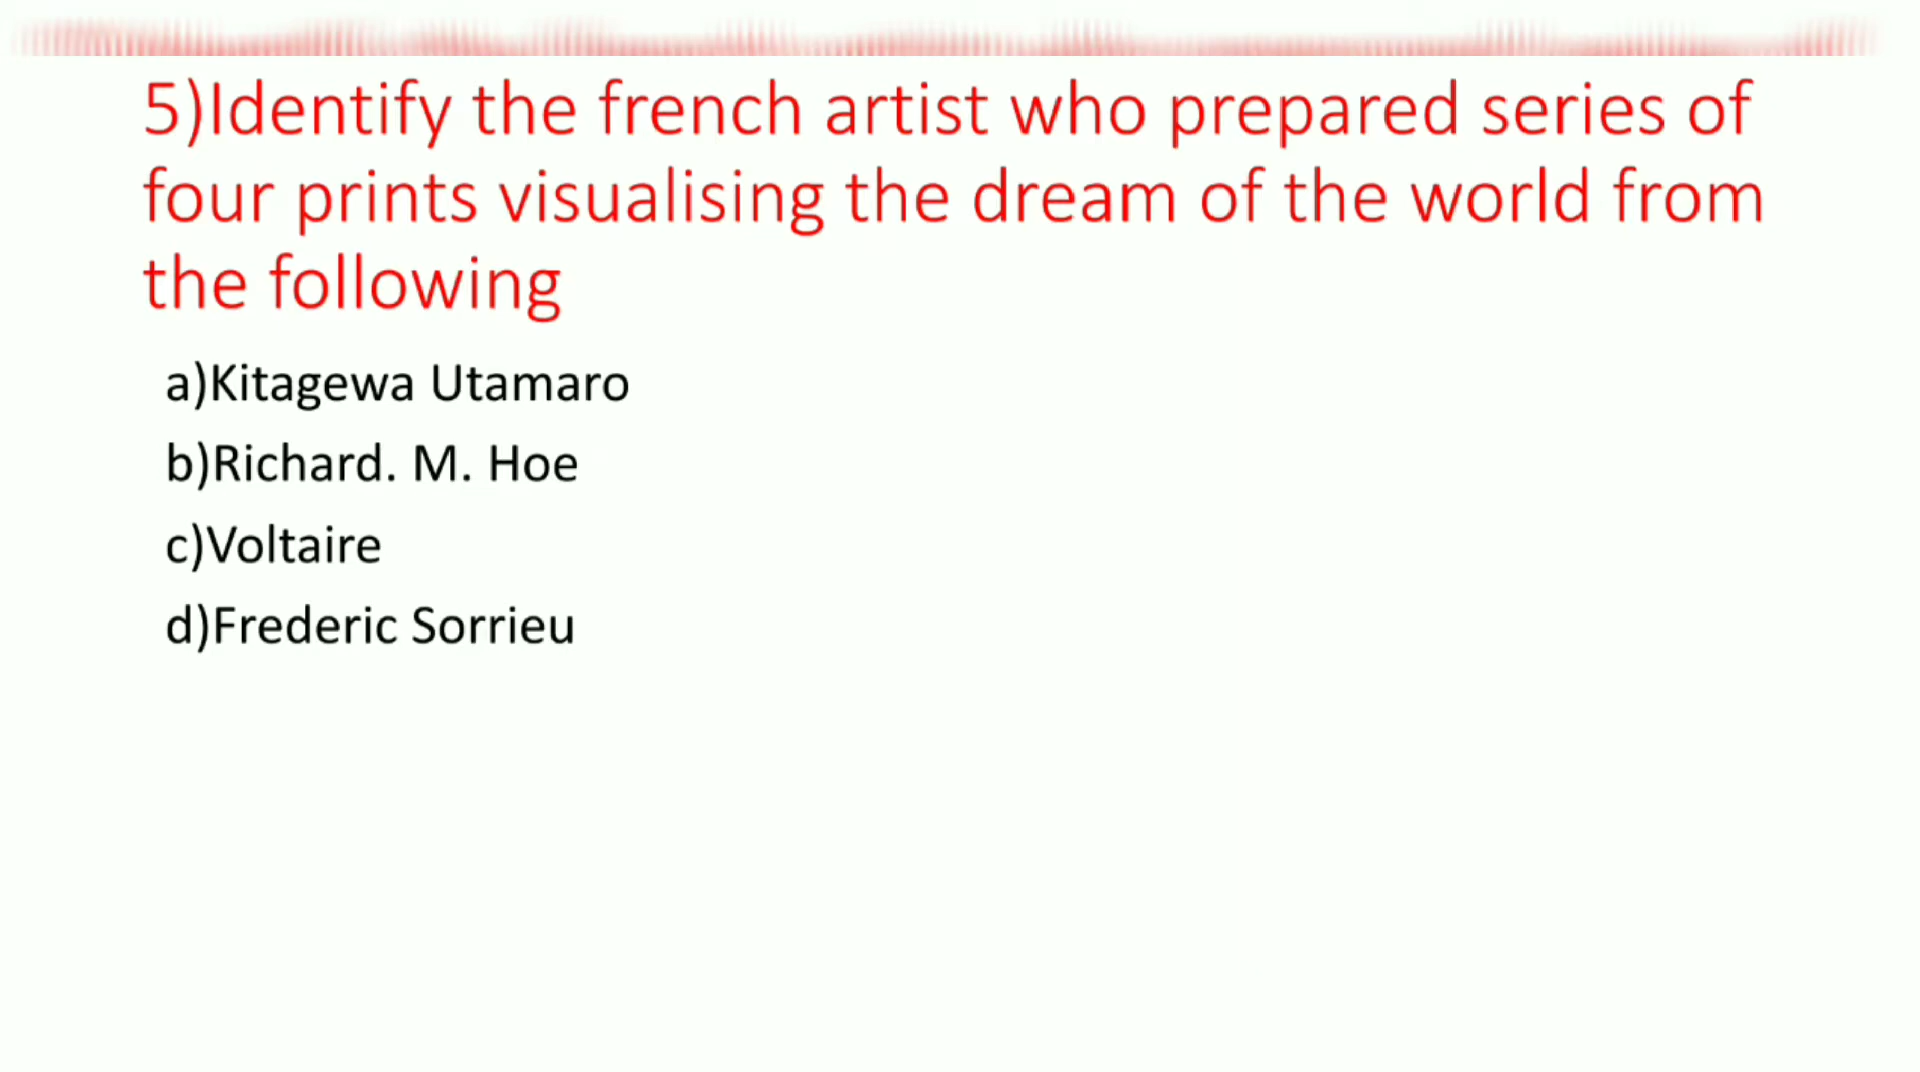 5)Identify the french artist who prepared series of
four prints visualising the dream of the world from
the following
a)Kitagewa Utamaro
b)Richard. M. Hoe
c)Voltaire
d)Frederic Sorrieu